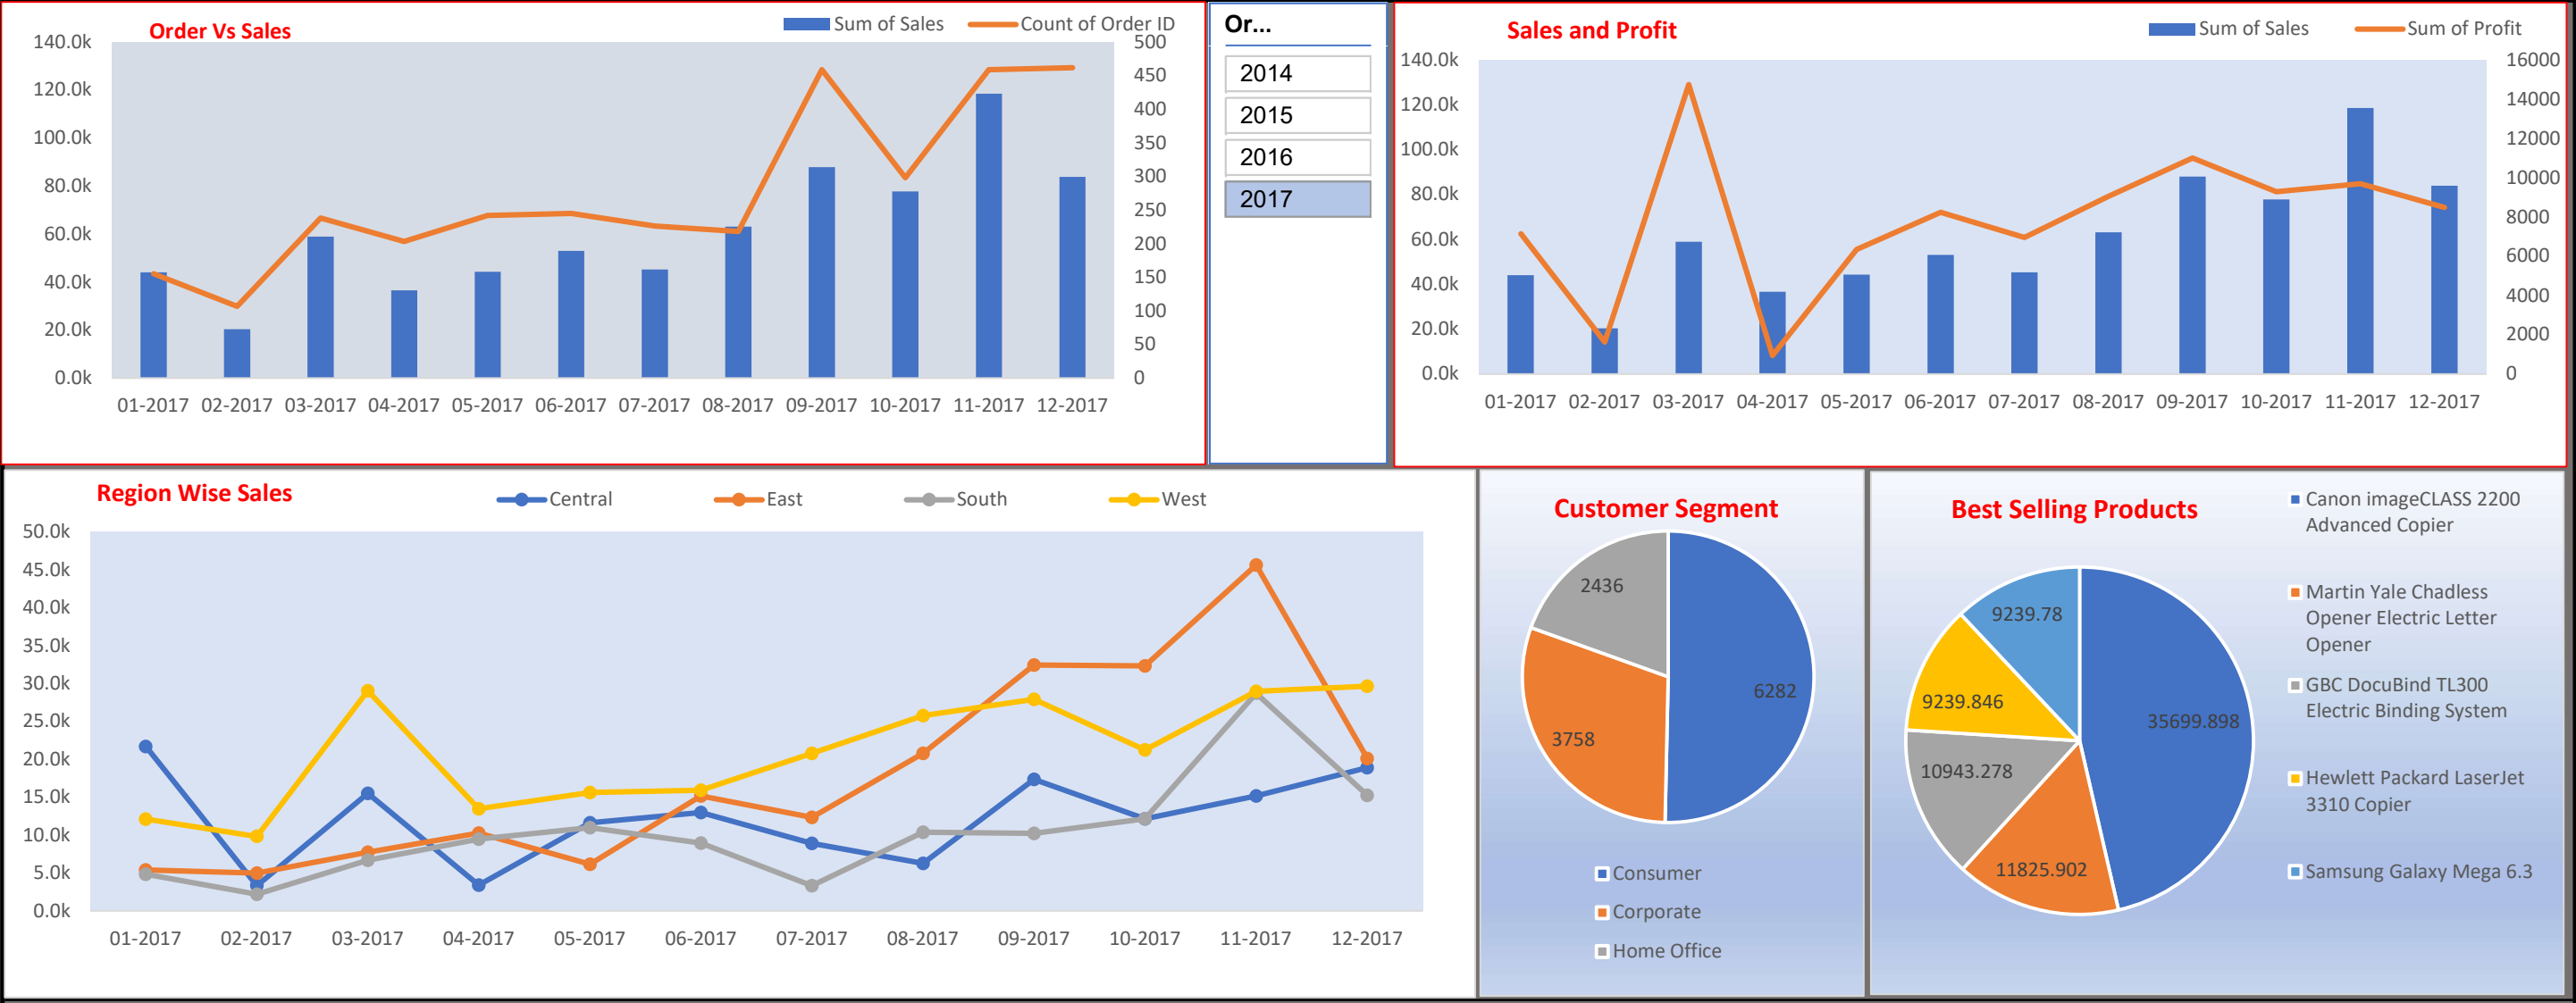 Order Vs Sales
Sum of Sales
Count of Order ID
140.0k
120.0k
100.0k
80.0k
60.0k
40.0k
20.0k
0.0k
500
450
400
350
300
250
200
150
100
50
0
01-2017 02-2017 03-2017 04-2017 05-2017 06-2017 07-2017 08-2017 09-2017 10-2017 11-2017 12-2017
Or...
2014
2015
2016
2017
Sales and Profit
Sum of Sales
Sum of Profit
140.0k
120.0k
100.0k
80.0k
60.0k
40.0k
20.0k
0.0k
16000
14000
12000
10000
8000
6000
4000
2000
0
01-2017 02-2017 03-2017 04-2017 05-2017 06-2017 07-2017 08-2017 09-2017 10-2017 11-2017 12-2017
Region Wise Sales
Central
East
South
West
50.0k
45.0k
40.0k
35.0k
30.0k
25.0k
20.0k
15.0k
10.0k
5.0k
0.0k
01-2017 02-2017 03-2017 04-2017 05-2017 06-2017 07-2017 08-2017 09-2017 10-2017 11-2017 12-2017
Customer Segment
2436
6282
3758
Consumer
Corporate
Home Office
Best Selling Products
9239.78
9239.846
35699.898
10943.278
11825.902
Canon imageCLASS 2200
Advanced Copier
Martin Yale Chadless
Opener Electric Letter
Opener
GBC DocuBind TL300
Electric Binding System
Hewlett Packard LaserJet
3310 Copier
Samsung Galaxy Mega 6.3